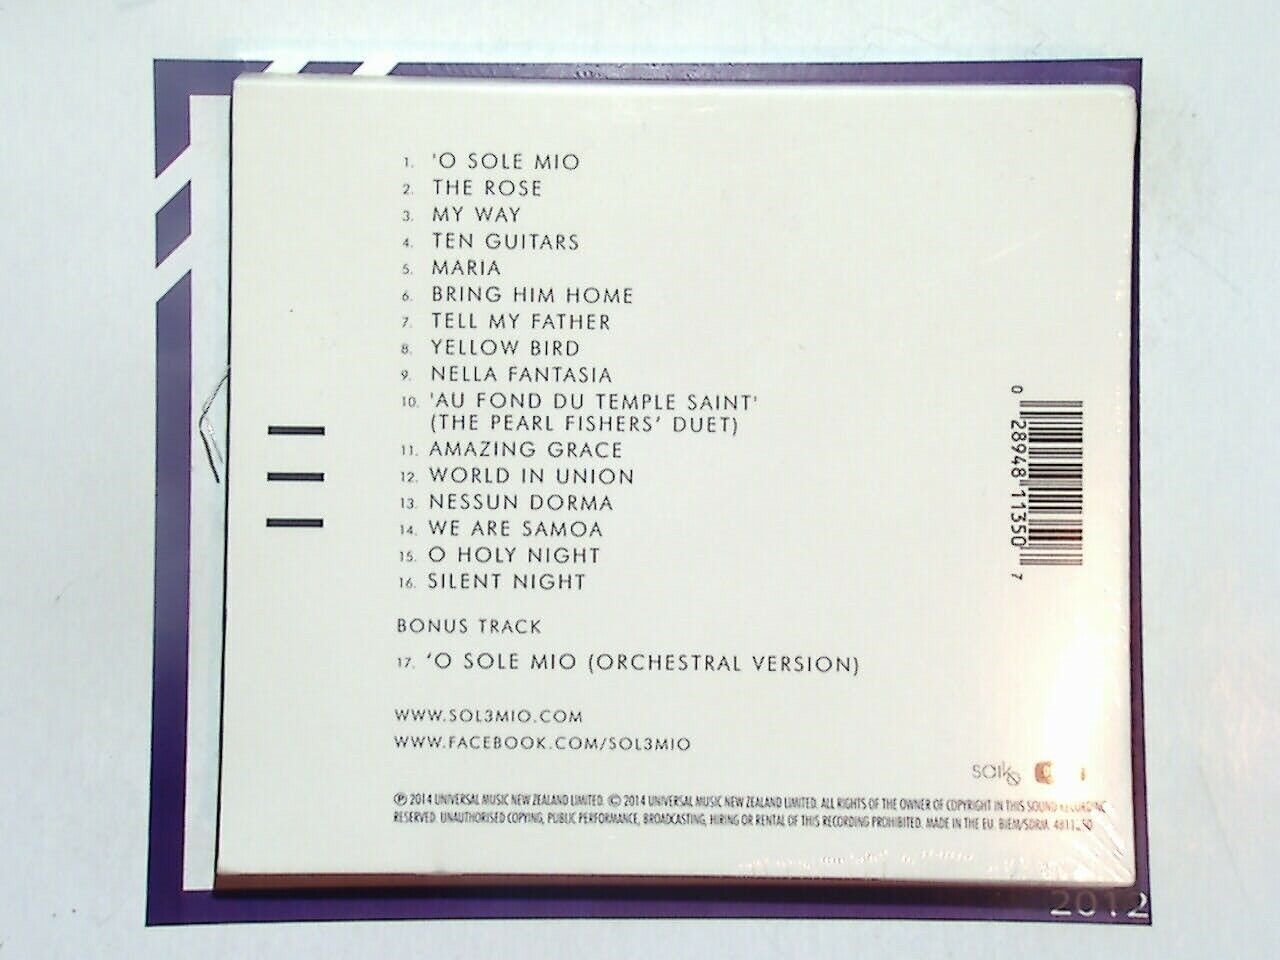 1. 'O SOLE MIO
2. THE ROSE
3. MY WAY
4. TEN GUITARS
5. MARIA
6. BRING HIM HOME
7. TELL MY FATHER
8. YELLOW BIRD
9. NELLA FANTASIA
10. 'AU FOND DU TEMPLE SAINT'
(THE PEARL FISHERS' DUET)
11. AMAZING GRACE
12. WORLD IN UNION
13. NESSUN DORMA
14. WE ARE SAMOA
15. O HOLY NIGHT
16. SILENT NIGHT
BONUS TRACK
17. 'O SOLE MIO (ORCHESTRAL VERSION)
WWW.SOL3MIO.COM
WWW.FACEBOOK.COM/SOL3MIO
0 28948 11350 7
℗ 2014 UNIVERSAL MUSIC NEW ZEALAND LIMITED. © 2014 UNIVERSAL MUSIC NEW ZEALAND LIMITED. ALL RIGHTS OF THE OWNER OF COPYRIGHT IN THIS SOUND RECORDING
RESERVED. UNAUTHORISED COPYING, PUBLIC PERFORMANCE, BROADCASTING, HIRING OR RENTAL OF THIS RECORDING PROHIBITED. MADE IN THE EU. BIEM/SDRM.
2012